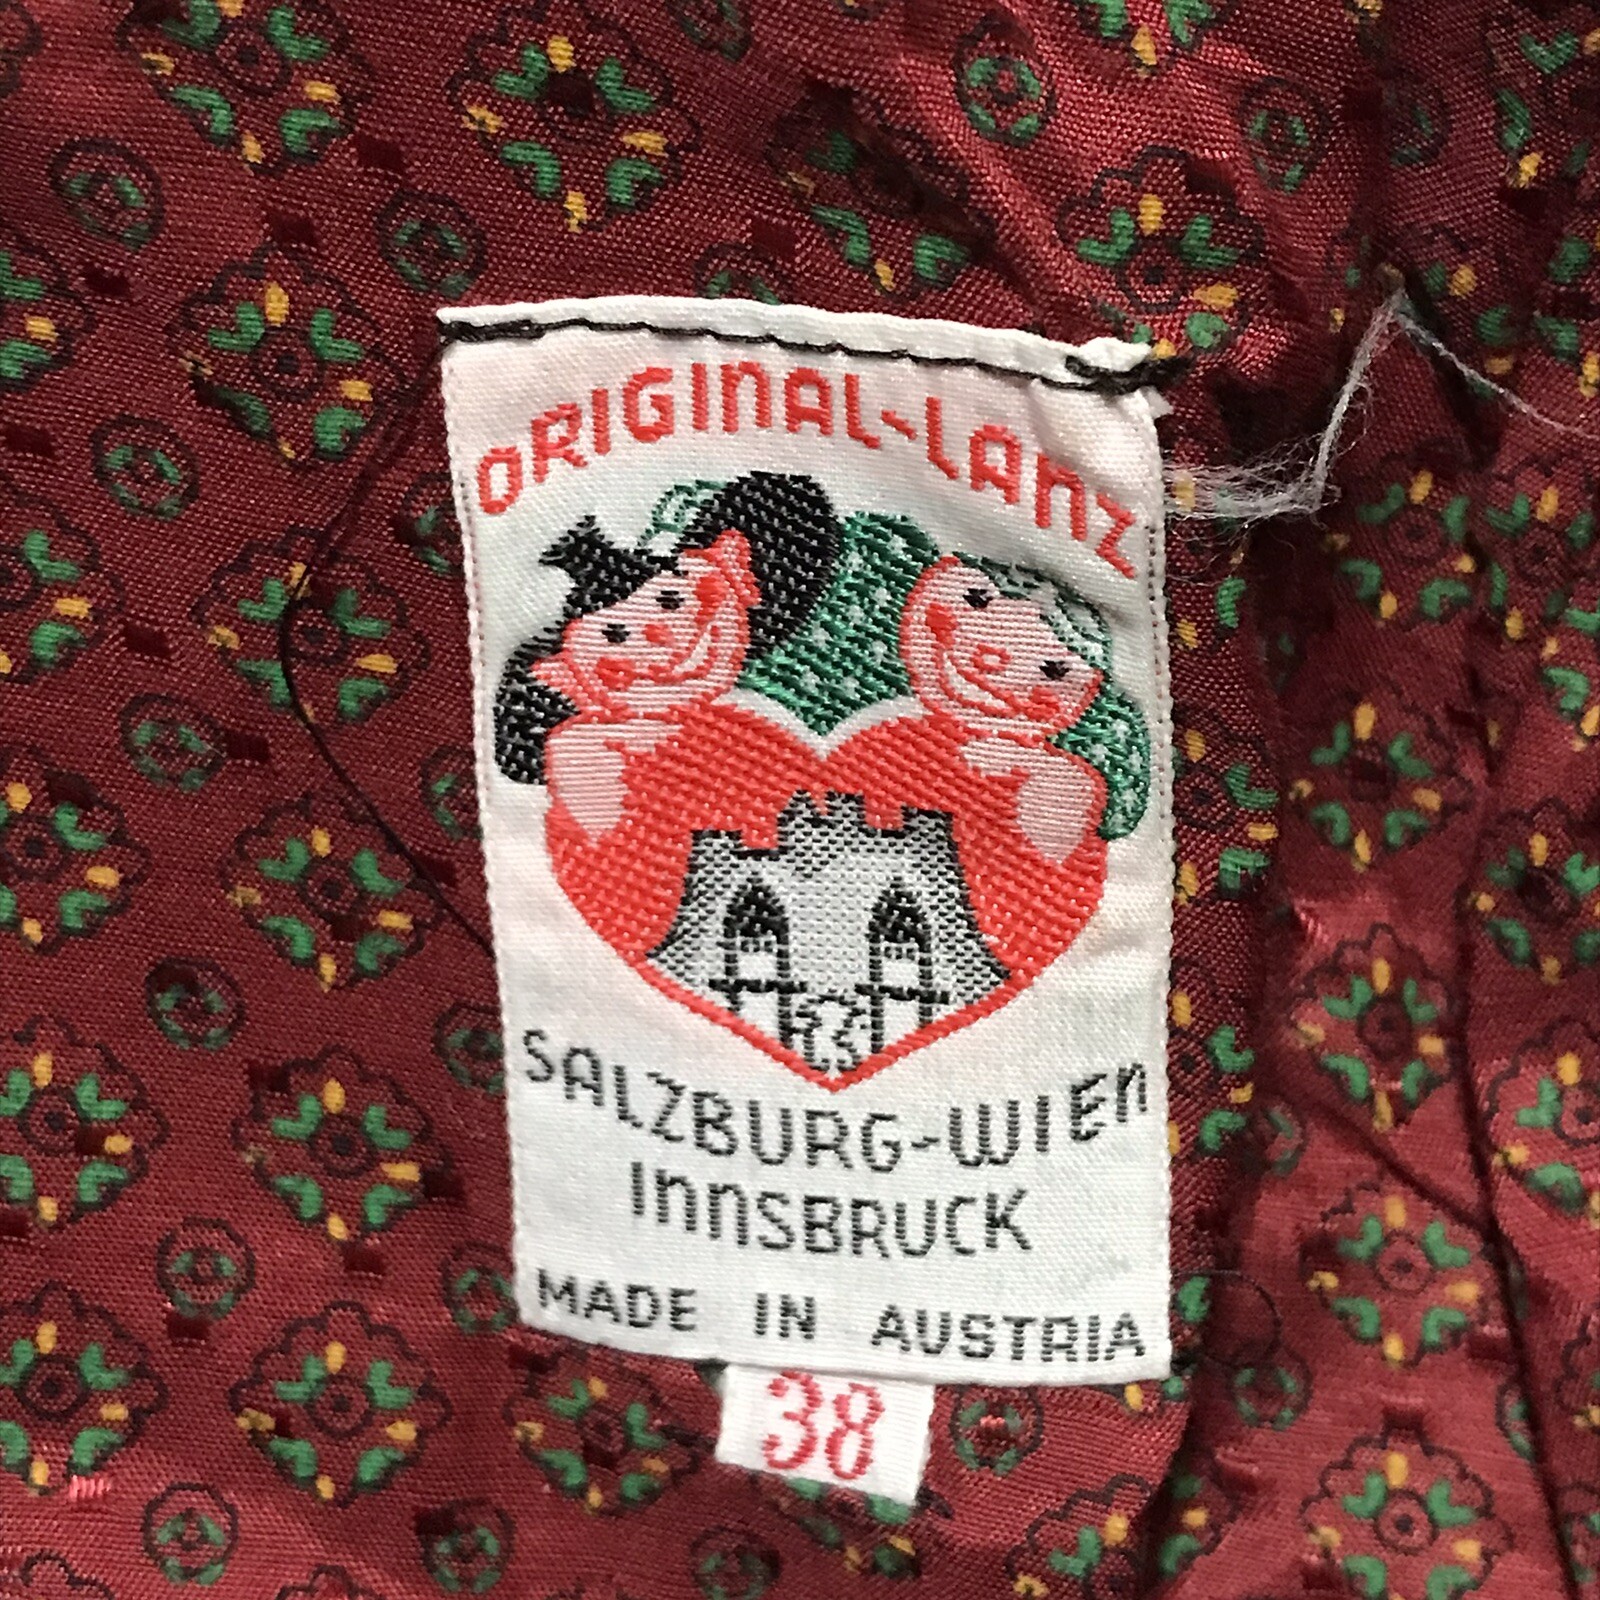 ORIGINAL-LANZ
SALZBURG-WIEN
INNSBRUCK
MADE IN AUSTRIA
38